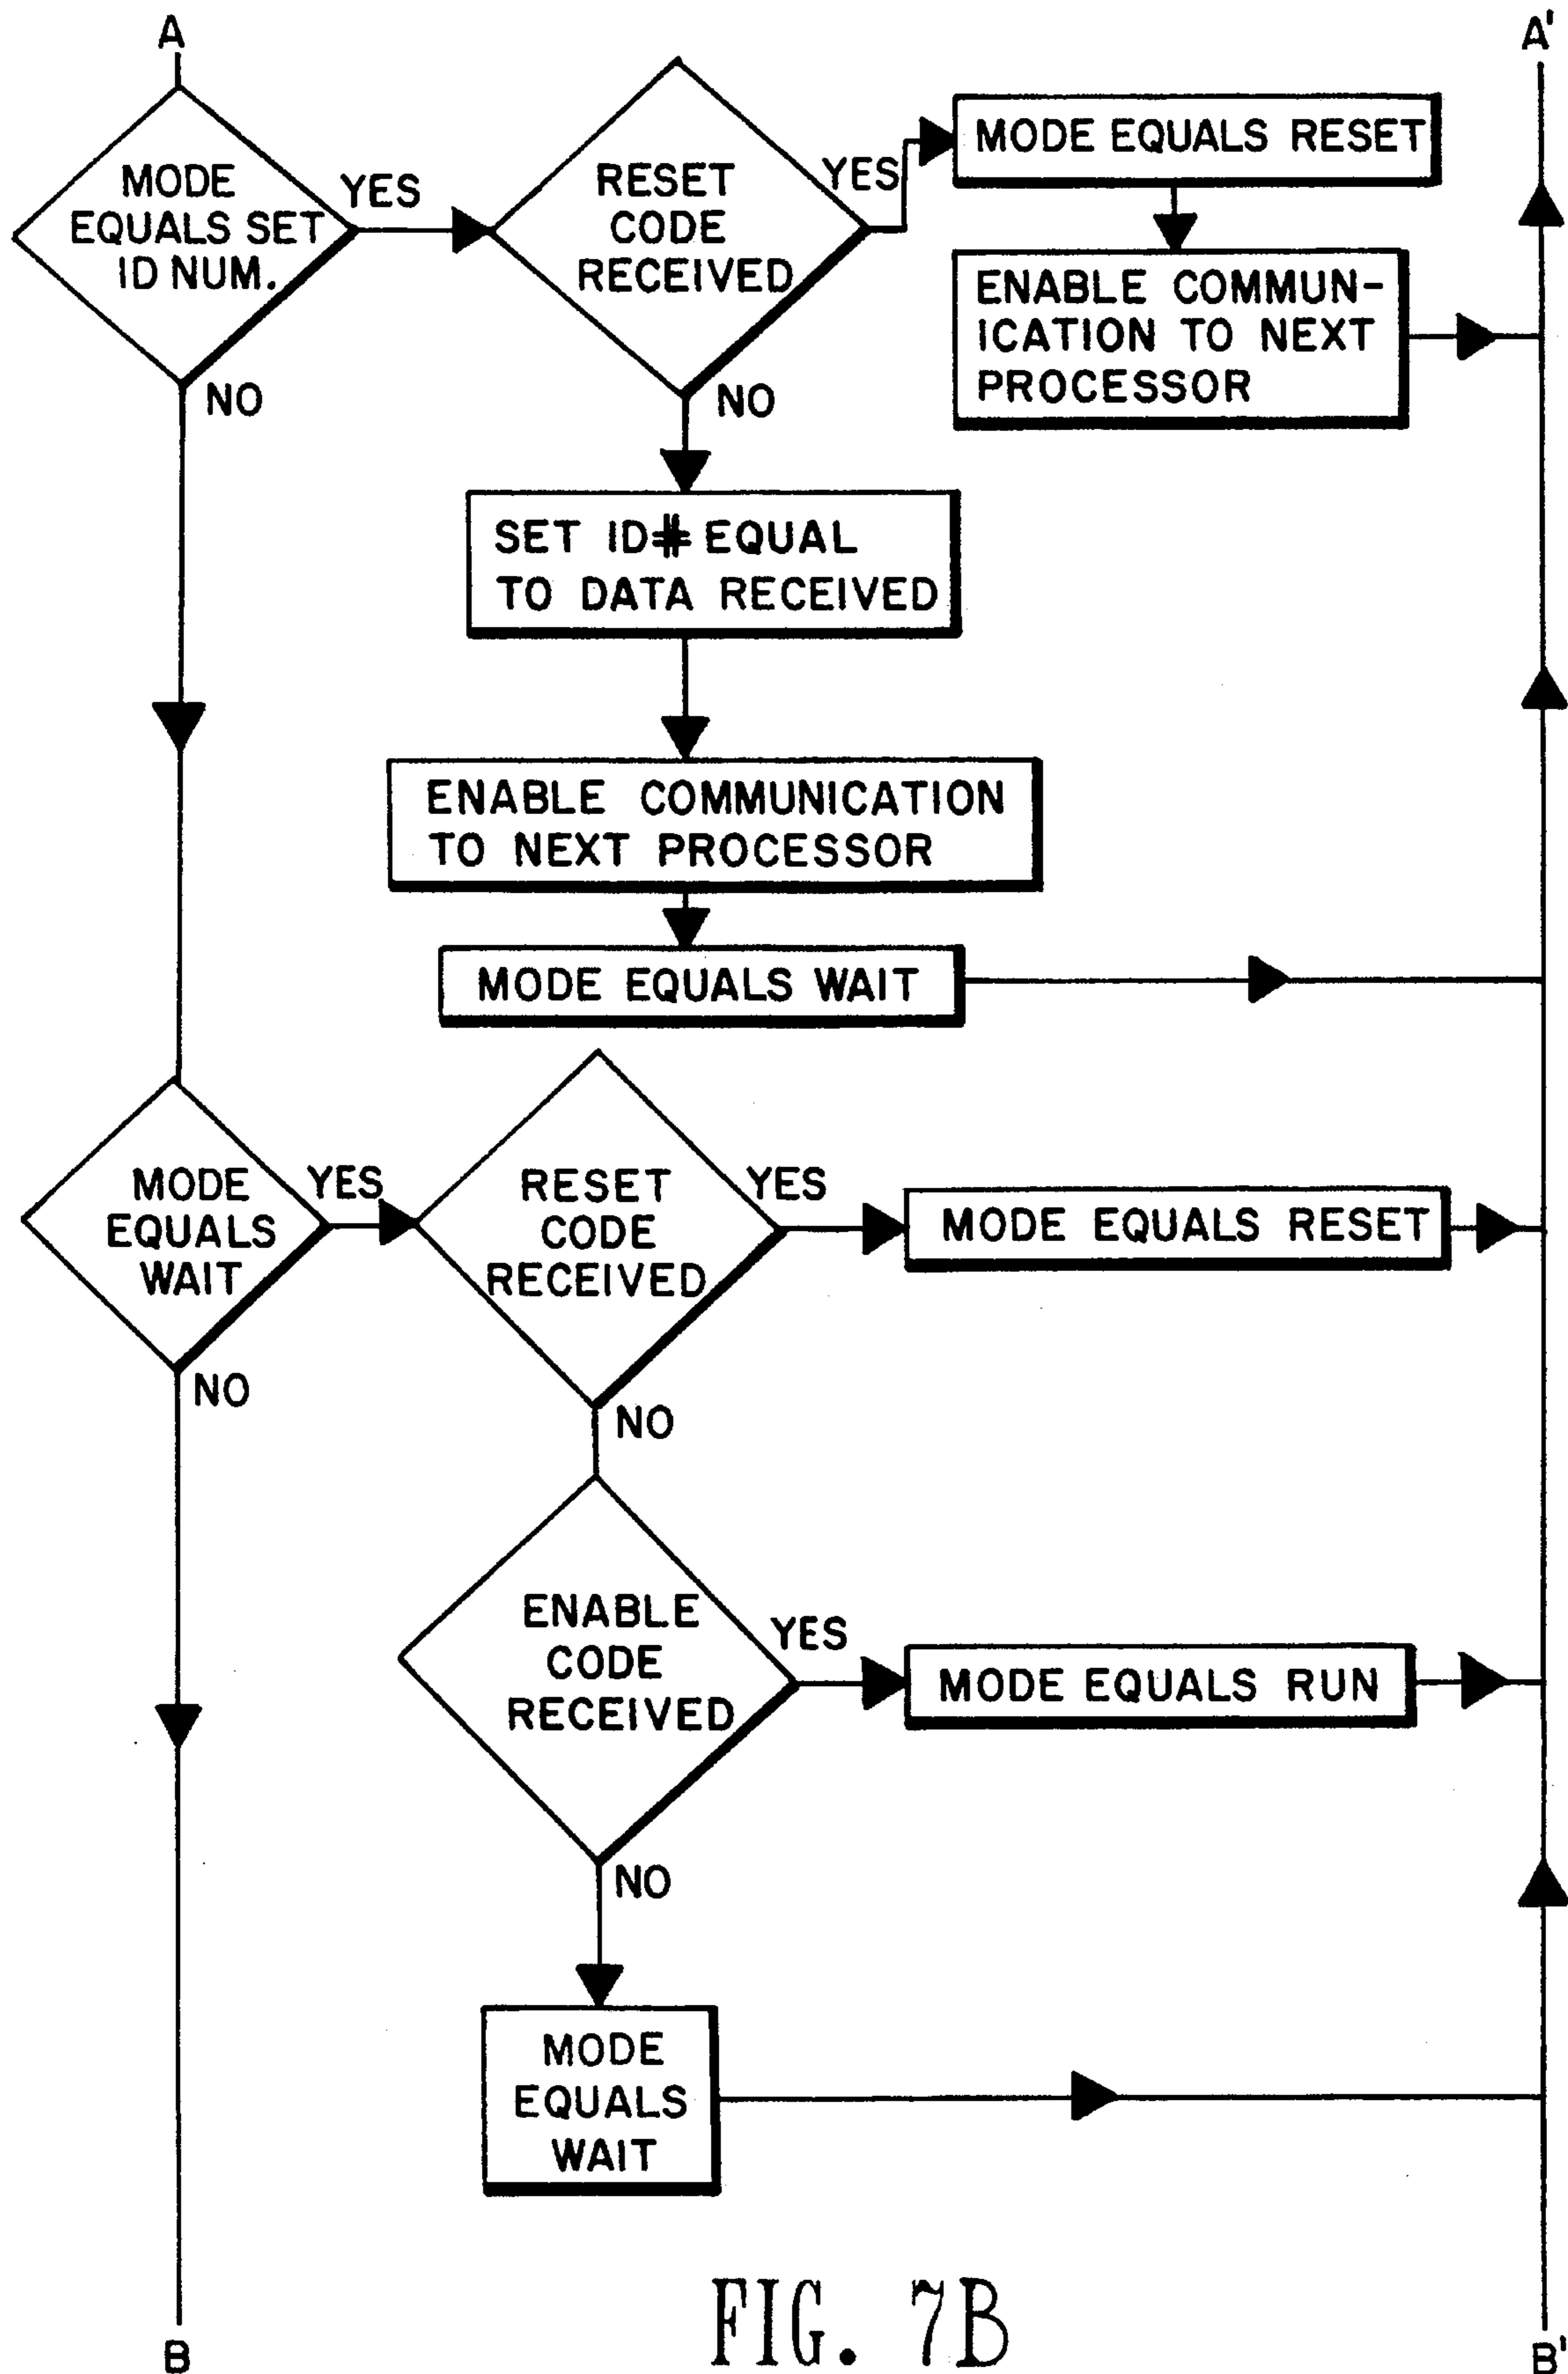 A
A'
MODE
EQUALS SET
ID NUM.
YES
RESET
CODE
RECEIVED
YES
MODE EQUALS RESET
ENABLE COMMUN-
ICATION TO NEXT
PROCESSOR
NO
NO
SET ID# EQUAL
TO DATA RECEIVED
ENABLE COMMUNICATION
TO NEXT PROCESSOR
MODE EQUALS WAIT
MODE
EQUALS
WAIT
YES
RESET
CODE
RECEIVED
YES
MODE EQUALS RESET
NO
NO
ENABLE
CODE
RECEIVED
YES
MODE EQUALS RUN
NO
MODE
EQUALS
WAIT
B
B'
FIG. 7B